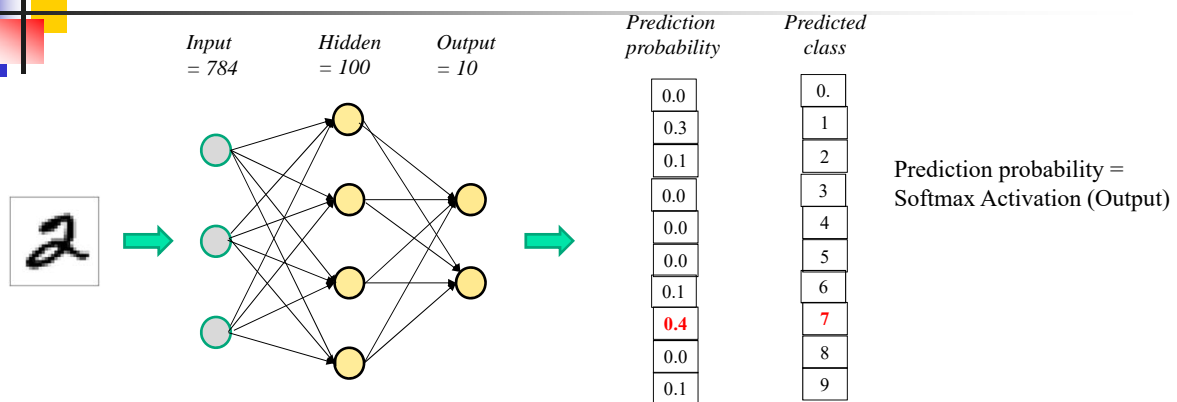 Input
= 784
Hidden
= 100
Output
= 10
Prediction
probability
Predicted
class
0.0
0.3
0.1
0.0
0.0
0.0
0.1
0.4
0.0
0.1
0.
1
2
3
4
5
6
7
8
9
Prediction probability =
Softmax Activation (Output)
2